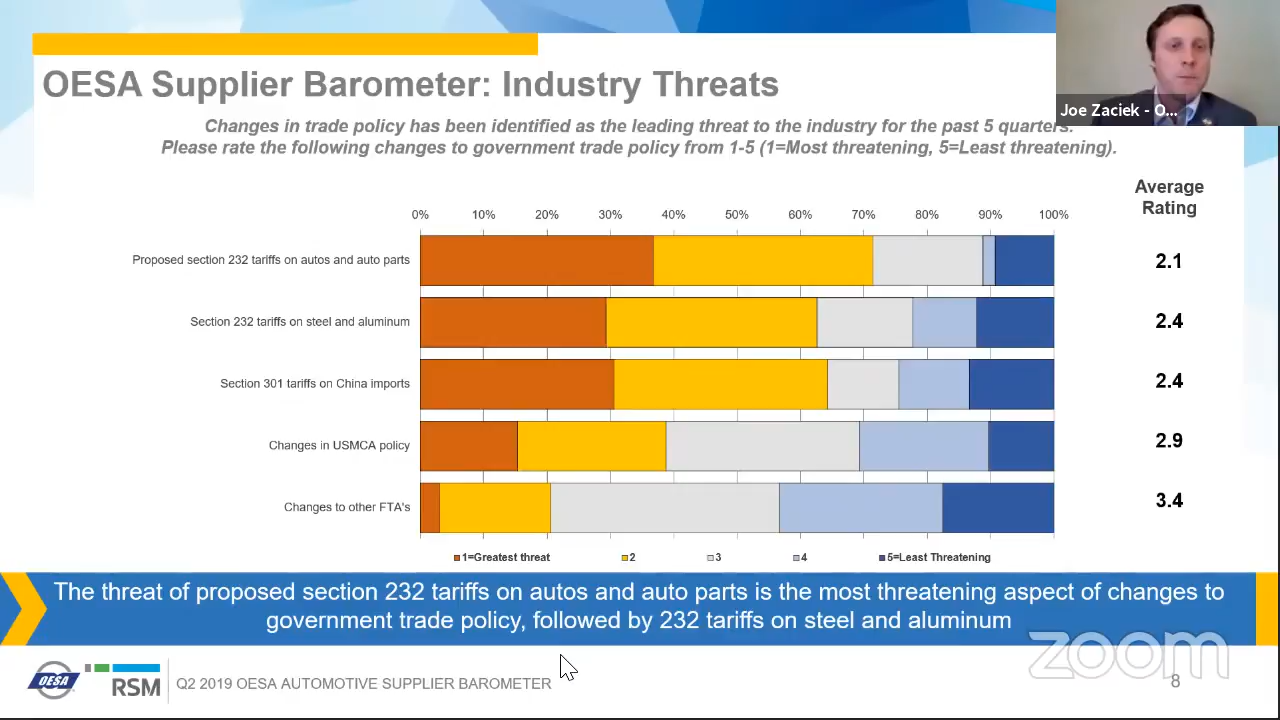 OESA Supplier Barometer: Industry Threats
Joe Zaciek - O...
Changes in trade policy has been identified as the leading threat to the industry for the past 5 quarters.
Please rate the following changes to government trade policy from 1-5 (1=Most threatening, 5=Least threatening).
Average
Rating
0% 10% 20% 30% 40% 50% 60% 70% 80% 90% 100%
Proposed section 232 tariffs on autos and auto parts 2.1
Section 232 tariffs on steel and aluminum 2.4
Section 301 tariffs on China imports 2.4
Changes in USMCA policy 2.9
Changes to other FTA's 3.4
1=Greatest threat 2 3 4 5=Least Threatening
The threat of proposed section 232 tariffs on autos and auto parts is the most threatening aspect of changes to
government trade policy, followed by 232 tariffs on steel and aluminum
zoom
OESA RSM Q2 2019 OESA AUTOMOTIVE SUPPLIER BAROMETER 8